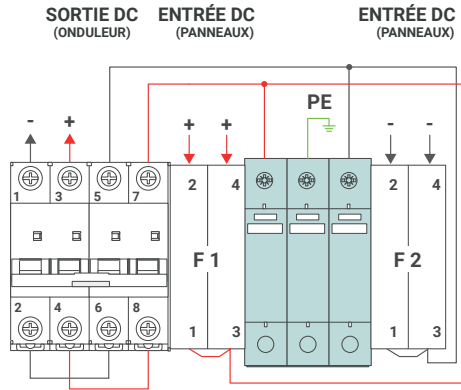 SORTIE DC ENTRÉE DC ENTRÉE DC
(ONDULEUR) (PANNEAUX) (PANNEAUX)
PE
- + + + - -
1 3 5 7 2 4 2 4
F 1 F 2
2 4 6 8 1 3 1 3